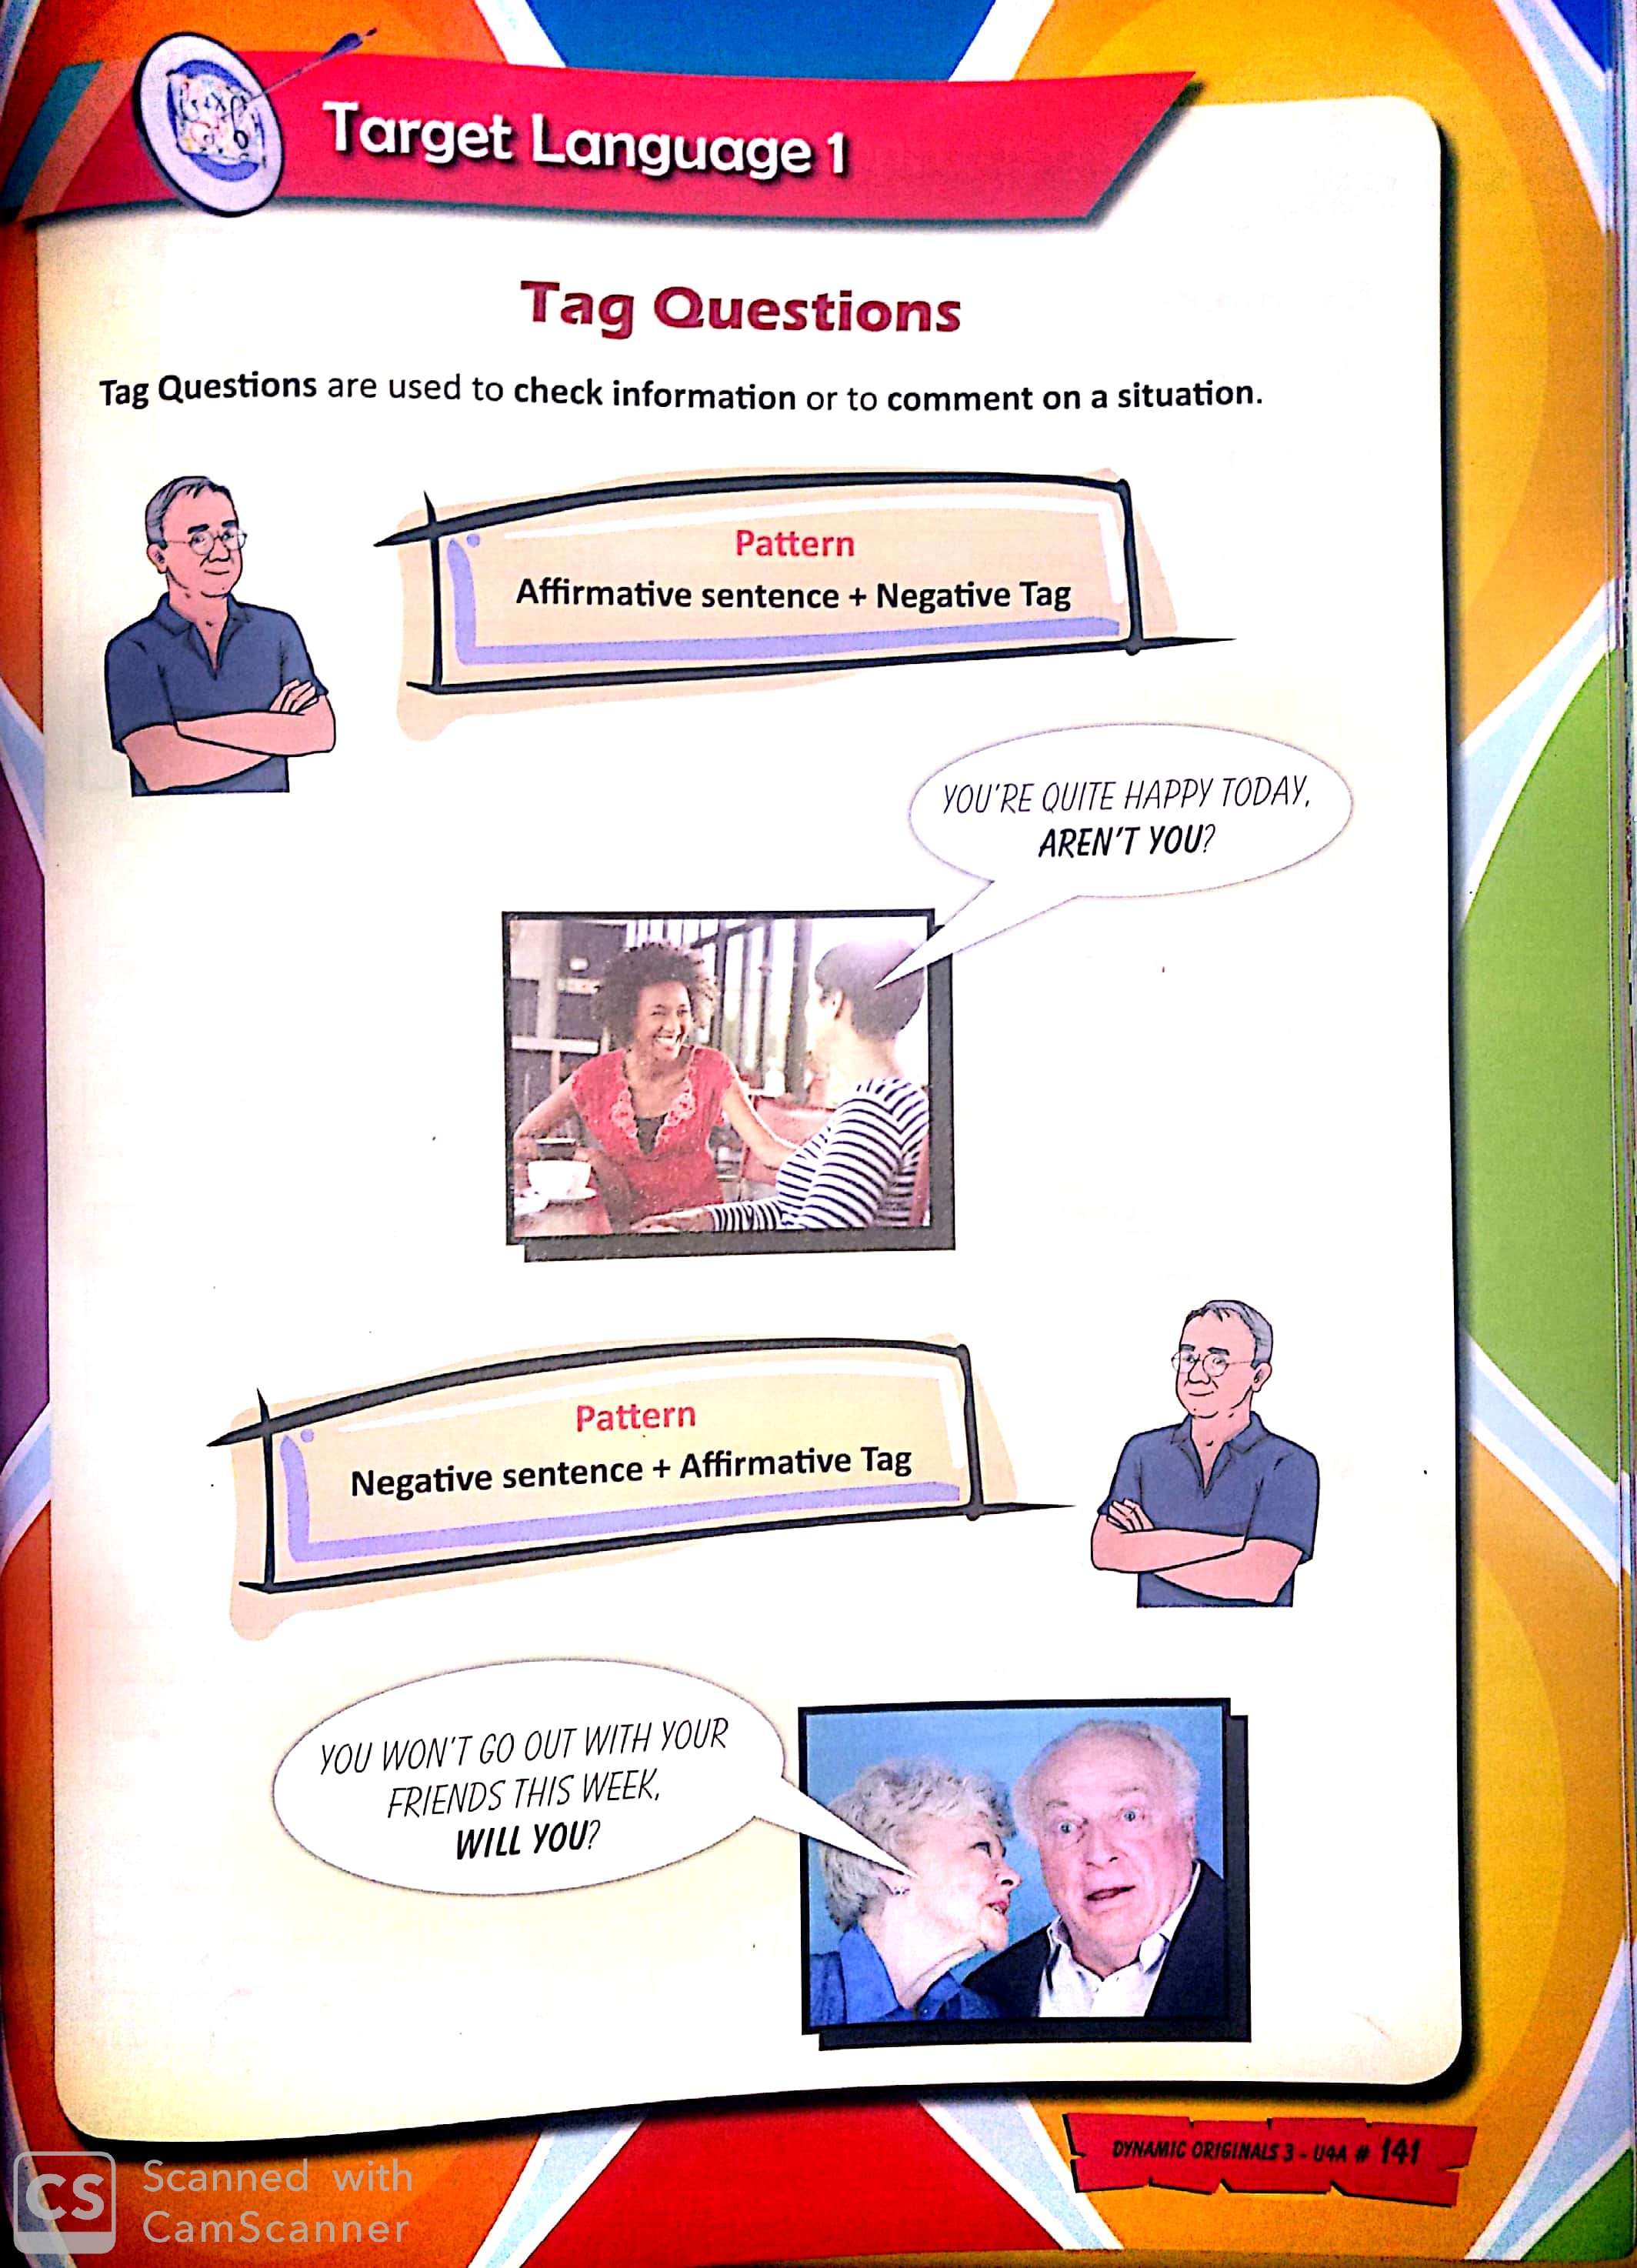 Target Language 1
Tag Questions
Tag Questions are used to check information or to comment on a situation.
Pattern
Affirmative sentence + Negative Tag
YOU'RE QUITE HAPPY TODAY,
AREN'T YOU?
Pattern
Negative sentence + Affirmative Tag
YOU WON'T GO OUT WITH YOUR
FRIENDS THIS WEEK,
WILL YOU?
DYNAMIC ORIGINALS 3 - U9A # 141
CS
Scanned with
CamScanner